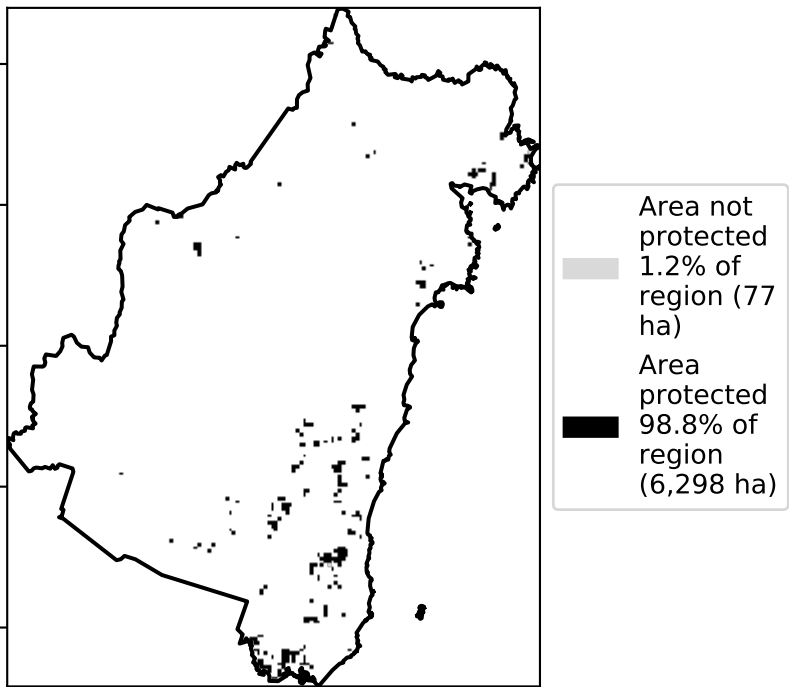 Area not
protected
1.2% of
region (77
ha)
Area
protected
98.8% of
region
(6,298 ha)